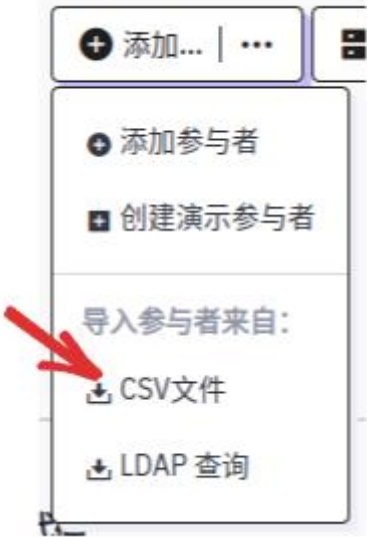 添加... | ...
添加参与者
创建演示参与者
导入参与者来自:
CSV文件
LDAP 查询